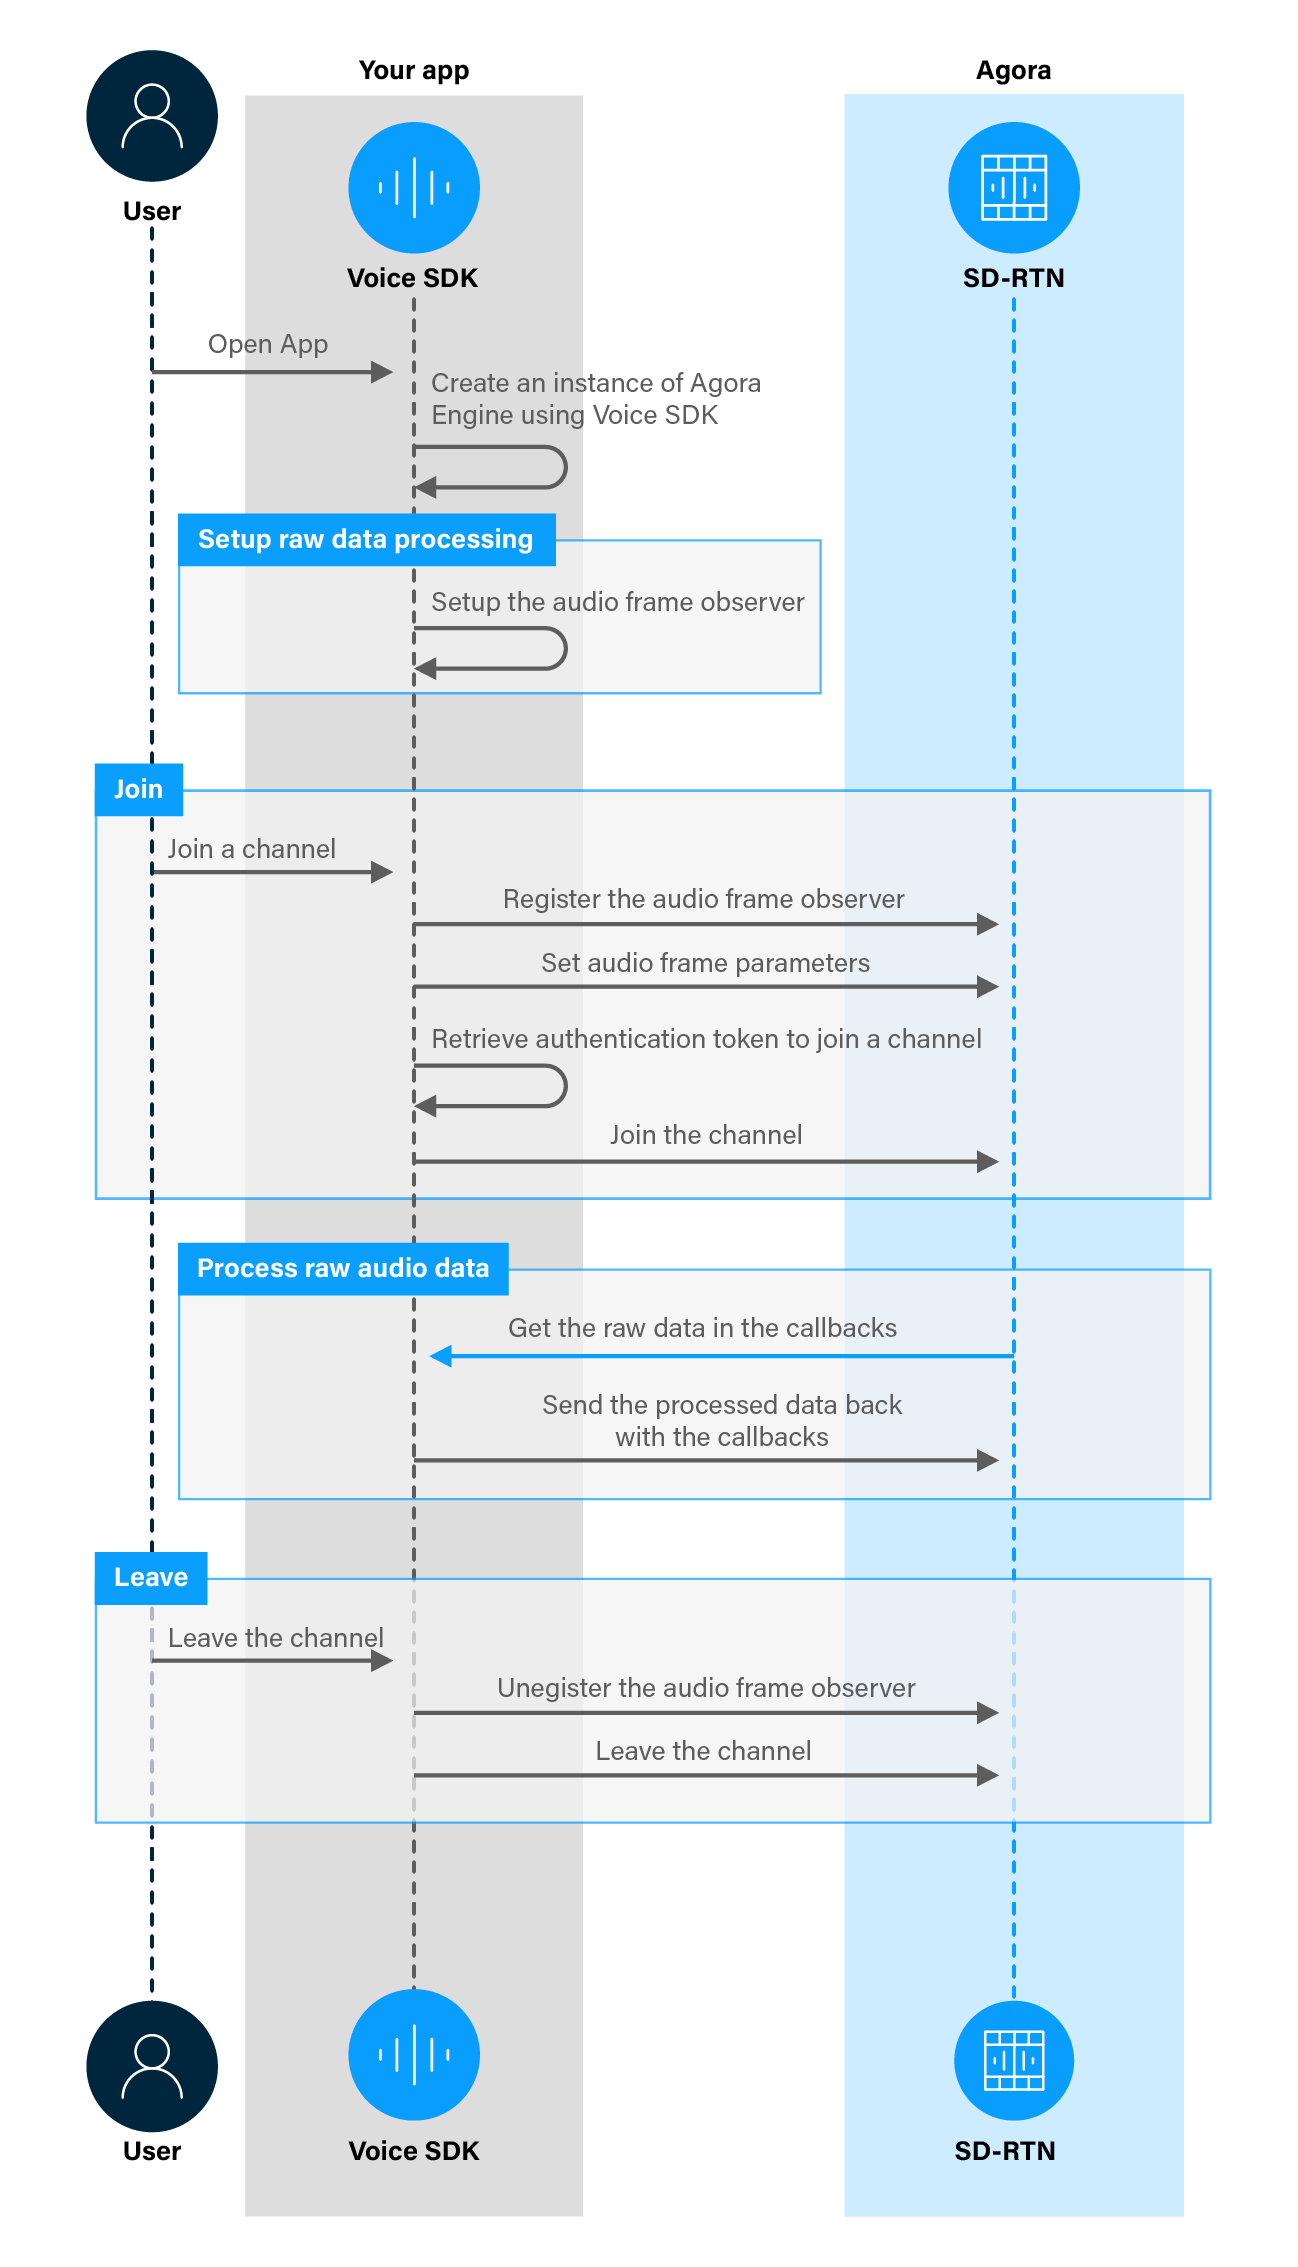 Your app
Agora
User
Voice SDK
SD-RTN
Open App
Create an instance of Agora
Engine using Voice SDK
Setup raw data processing
Setup the audio frame observer
Join
Join a channel
Register the audio frame observer
Set audio frame parameters
Retrieve authentication token to join a channel
Join the channel
Process raw audio data
Get the raw data in the callbacks
Send the processed data back
with the callbacks
Leave
Leave the channel
Unegister the audio frame observer
Leave the channel
User
Voice SDK
SD-RTN